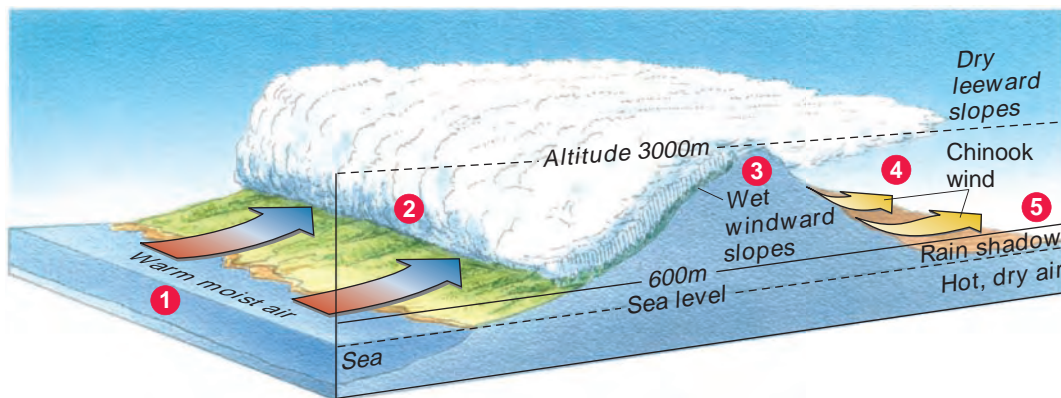 Dry
leeward
slopes
Altitude 3000m
Chinook
wind
3
4
2
5
Wet
windward
slopes
Rain shadow
600m
Sea level
Hot, dry air
Warm moist air
1
Sea